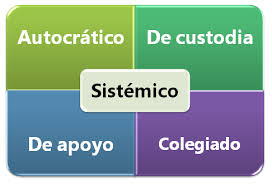 Autocrático
De custodia
Sistémico
De apoyo
Colegiado